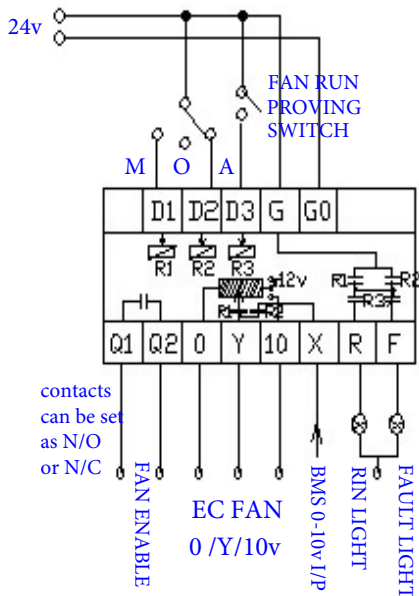 24v
FAN RUN
PROVING
SWITCH
M O A
D1 D2 D3 G G0
R1 R2 R3
12v
R1 R2
R3
R1 R2
Q1 Q2 0 Y 10 X R F
contacts
can be set
as N/O
or N/C
FAN ENABLE
EC FAN
0 /Y/10v
BMS 0-10v I/P
RIN LIGHT
FAULT LIGHT